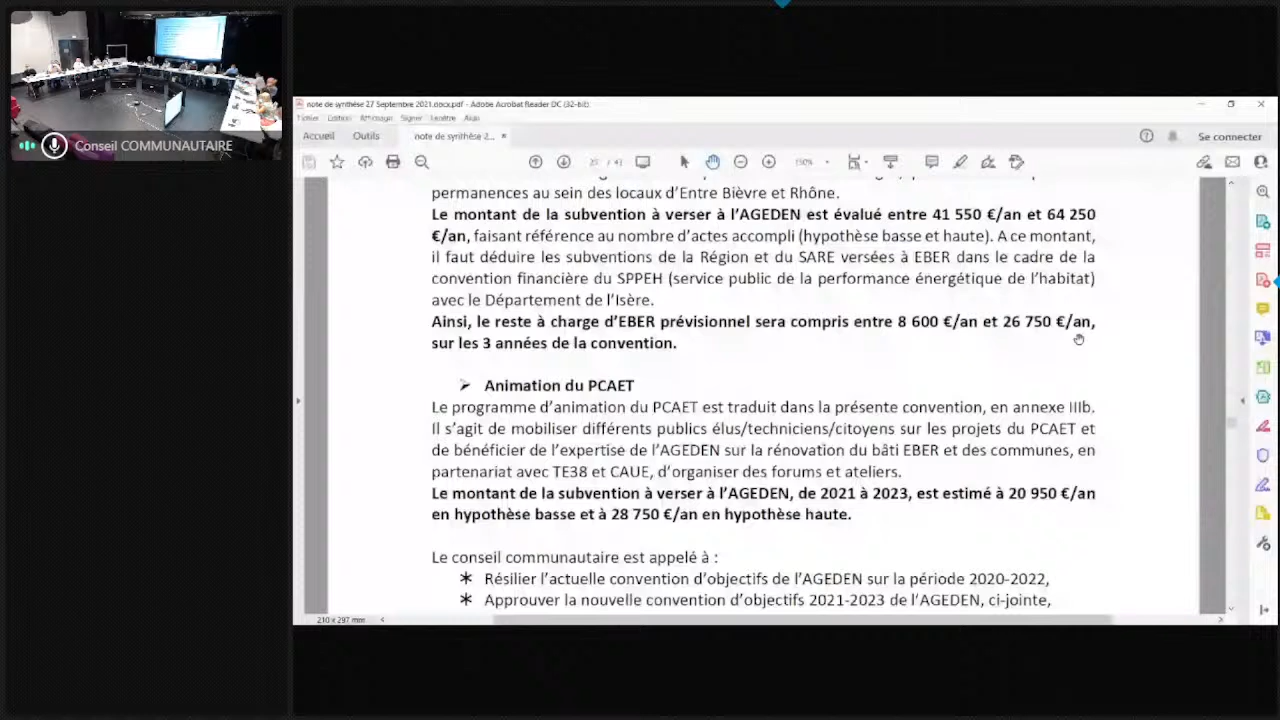 Conseil COMMUNAUTAIRE
note de synthèse 27 Septembre 2021.docx.pdf - Adobe Acrobat Reader DC (32-bit)
Fichier Edition Affichage Signer Fenêtre Aide
Accueil Outils note de synthèse 2... × Se connecter
/ 41 150%
permanences au sein des locaux d'Entre Bièvre et Rhône.
Le montant de la subvention à verser à l'AGEDEN est évalué entre 41 550 €/an et 64 250
€/an, faisant référence au nombre d'actes accompli (hypothèse basse et haute). A ce montant,
il faut déduire les subventions de la Région et du SARE versées à EBER dans le cadre de la
convention financière du SPPEH (service public de la performance énergétique de l'habitat)
avec le Département de l'Isère.
Ainsi, le reste à charge d'EBER prévisionnel sera compris entre 8 600 €/an et 26 750 €/an,
sur les 3 années de la convention.
➢ Animation du PCAET
Le programme d'animation du PCAET est traduit dans la présente convention, en annexe IIIb.
Il s'agit de mobiliser différents publics élus/techniciens/citoyens sur les projets du PCAET et
de bénéficier de l'expertise de l'AGEDEN sur la rénovation du bâti EBER et des communes, en
partenariat avec TE38 et CAUE, d'organiser des forums et ateliers.
Le montant de la subvention à verser à l'AGEDEN, de 2021 à 2023, est estimé à 20 950 €/an
en hypothèse basse et à 28 750 €/an en hypothèse haute.
Le conseil communautaire est appelé à :
* Résilier l'actuelle convention d'objectifs de l'AGEDEN sur la période 2020-2022,
* Approuver la nouvelle convention d'objectifs 2021-2023 de l'AGEDEN, ci-jointe,
210 x 297 mm